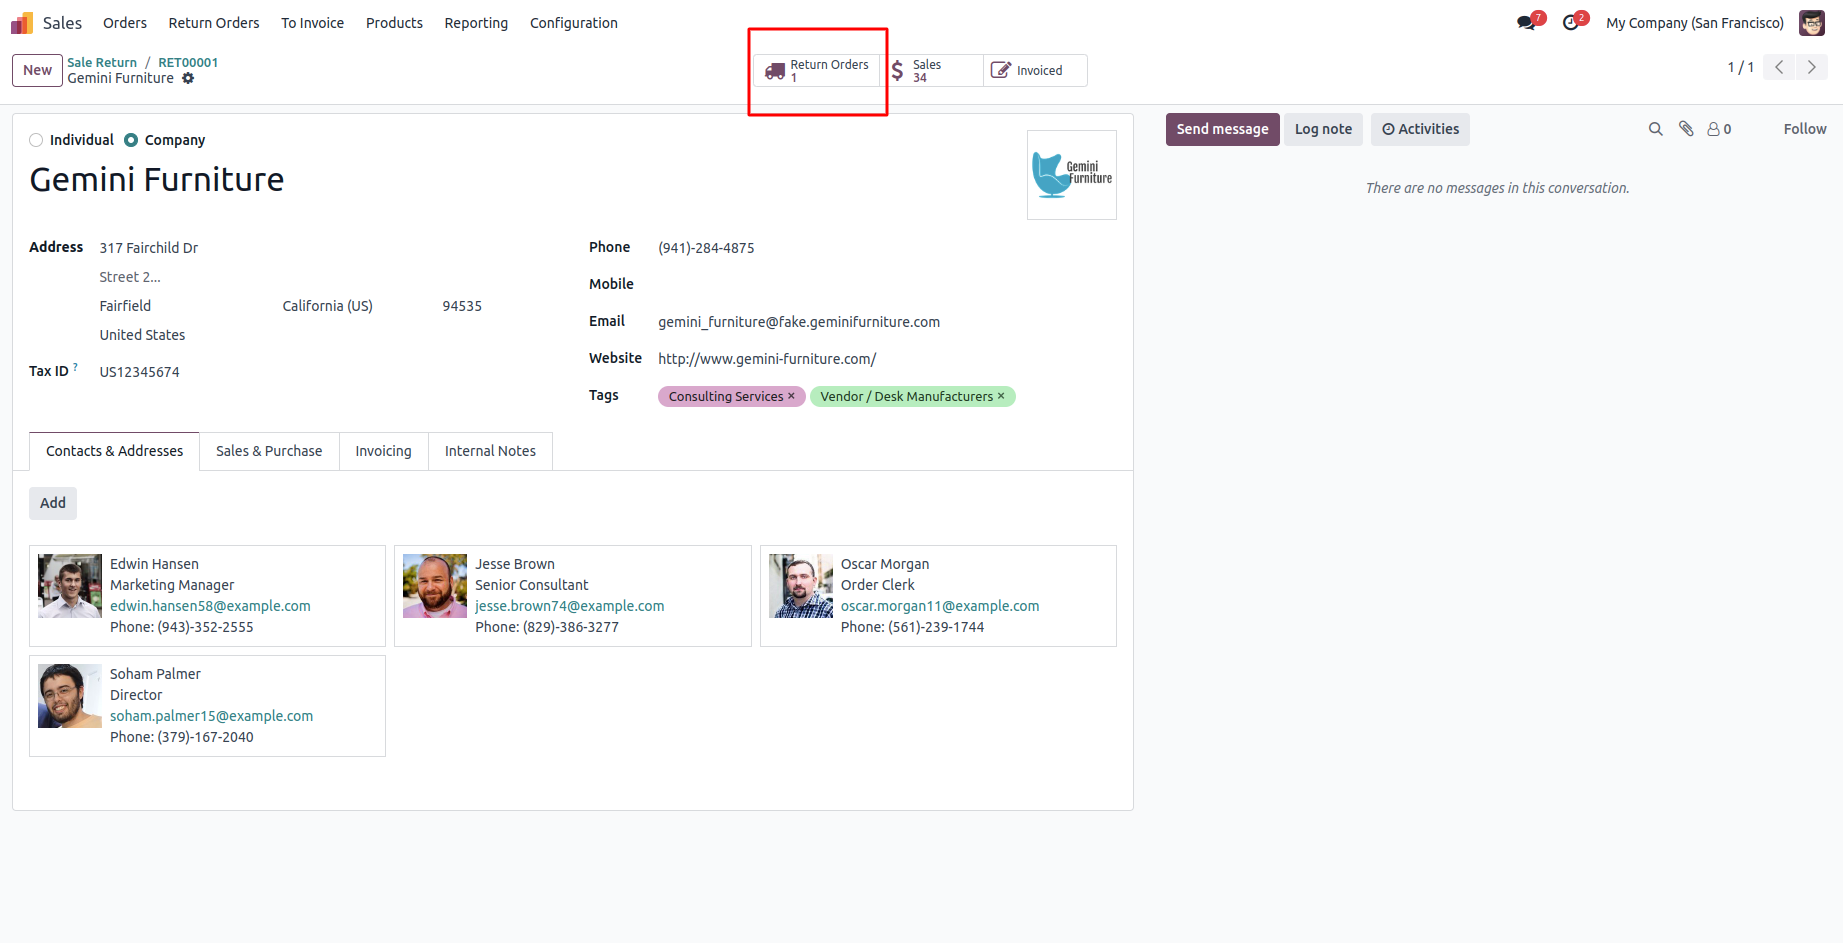 Sales Orders Return Orders To Invoice Products Reporting Configuration 7 2 My Company (San Francisco)
New Sale Return / RET00001
Gemini Furniture
Return Orders
1
Sales
34
Invoiced
1 / 1
Individual Company
Gemini Furniture
Gemini
Furniture
Send message Log note Activities 0 Follow
There are no messages in this conversation.
Address 317 Fairchild Dr
Street 2...
Fairfield California (US) 94535
United States
Tax ID ? US12345674
Phone (941)-284-4875
Mobile
Email gemini_furniture@fake.geminifurniture.com
Website http://www.gemini-furniture.com/
Tags Consulting Services × Vendor / Desk Manufacturers ×
Contacts & Addresses Sales & Purchase Invoicing Internal Notes
Add
Edwin Hansen
Marketing Manager
edwin.hansen58@example.com
Phone: (943)-352-2555
Jesse Brown
Senior Consultant
jesse.brown74@example.com
Phone: (829)-386-3277
Oscar Morgan
Order Clerk
oscar.morgan11@example.com
Phone: (561)-239-1744
Soham Palmer
Director
soham.palmer15@example.com
Phone: (379)-167-2040